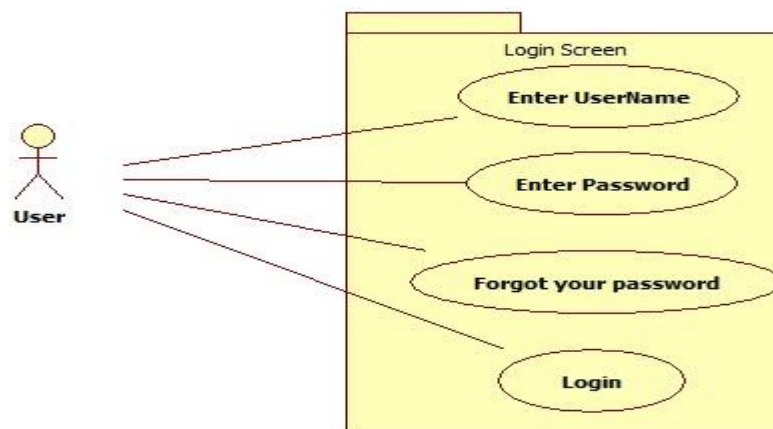 Login Screen
Enter UserName
Enter Password
User
Forgot your password
Login